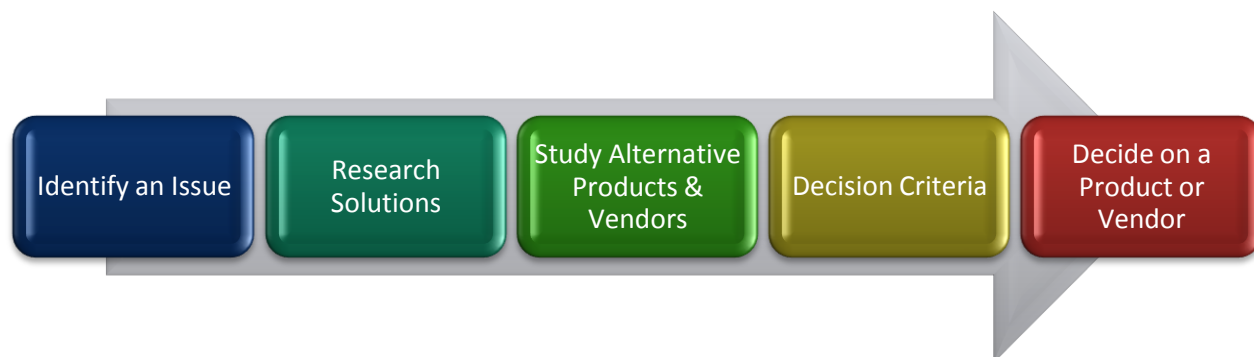 Identify an Issue
Research
Solutions
Study Alternative
Products &
Vendors
Decision Criteria
Decide on a
Product or
Vendor